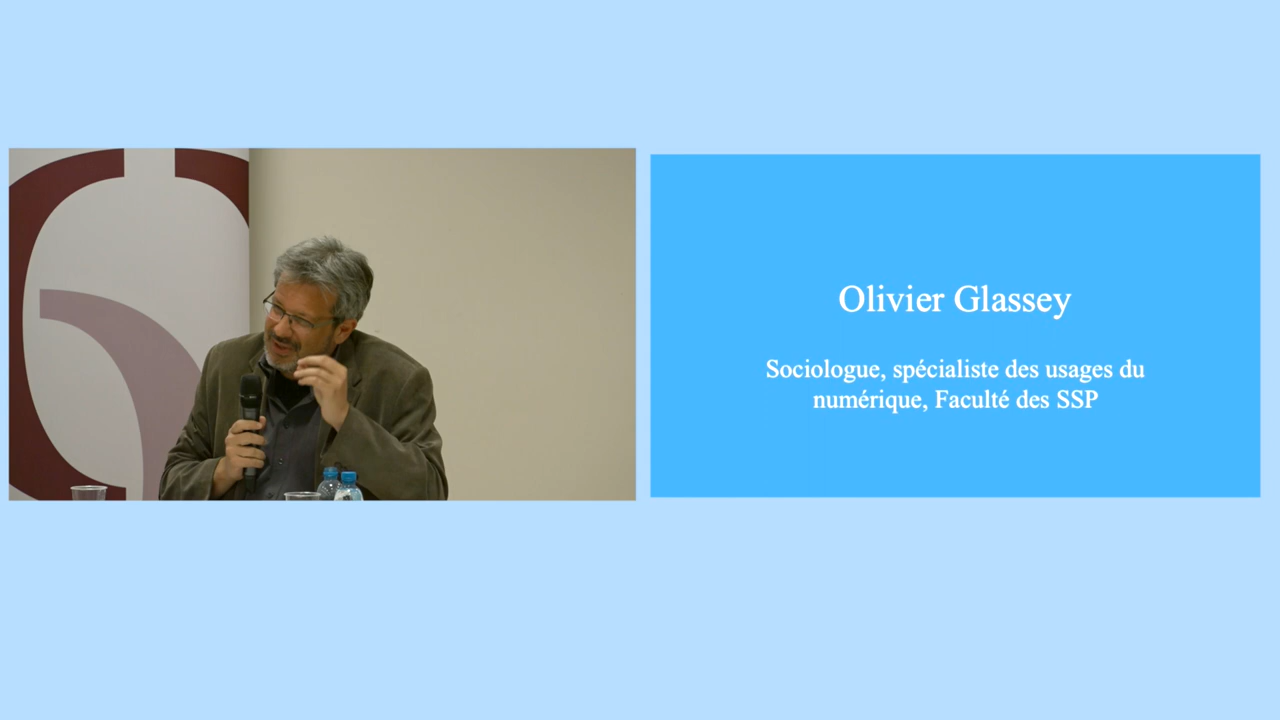 Olivier Glassey
Sociologue, spécialiste des usages du
numérique, Faculté des SSP